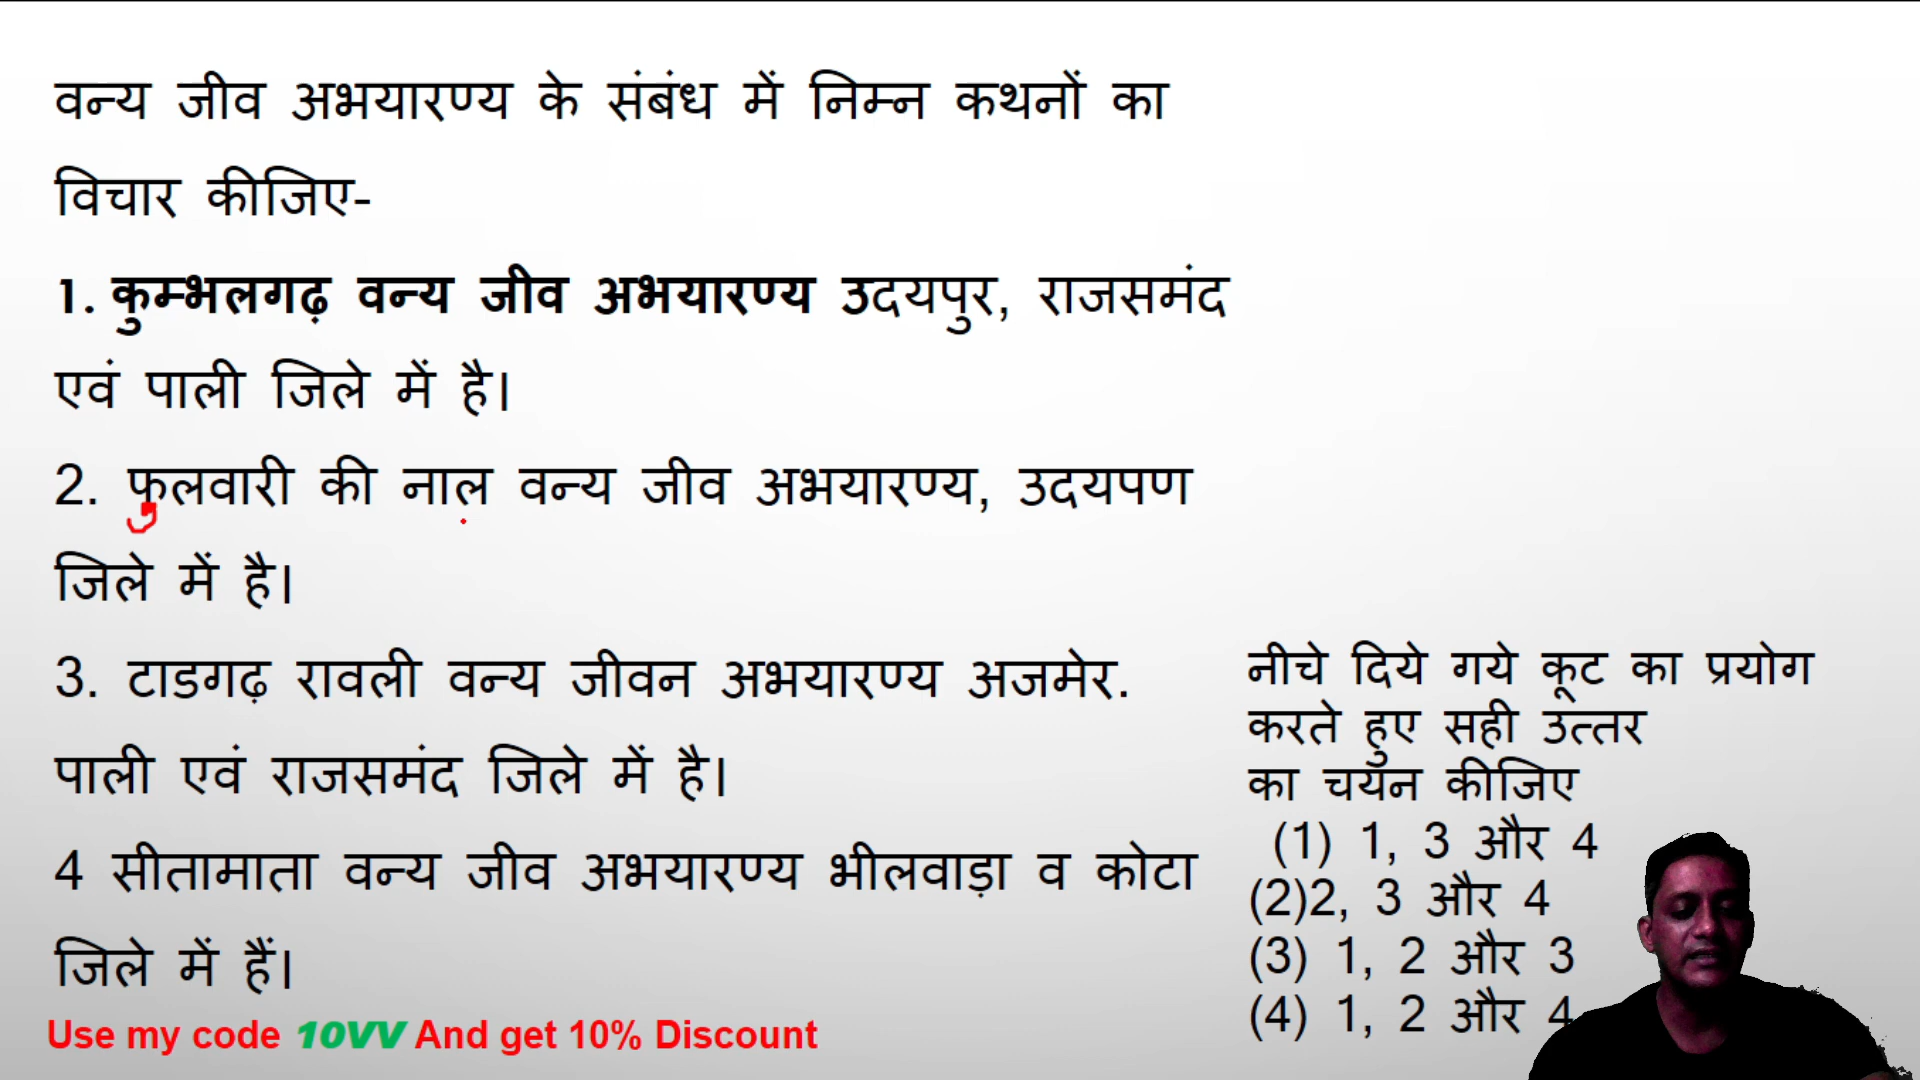 वन्य जीव अभयारण्य के संबंध में निम्न कथनों का
विचार कीजिए-
1. कुम्भलगढ़ वन्य जीव अभयारण्य उदयपुर, राजसमंद
एवं पाली जिले में है।
2. फुलवारी की नाल वन्य जीव अभयारण्य, उदयपण
जिले में है।
3. टाडगढ़ रावली वन्य जीवन अभयारण्य अजमेर.
पाली एवं राजसमंद जिले में है।
4 सीतामाता वन्य जीव अभयारण्य भीलवाड़ा व कोटा
जिले में हैं।
नीचे दिये गये कूट का प्रयोग
करते हुए सही उत्तर
का चयन कीजिए
(1) 1, 3 और 4
(2)2, 3 और 4
(3) 1, 2 और 3
(4) 1, 2 और 4
Use my code 10VV And get 10% Discount